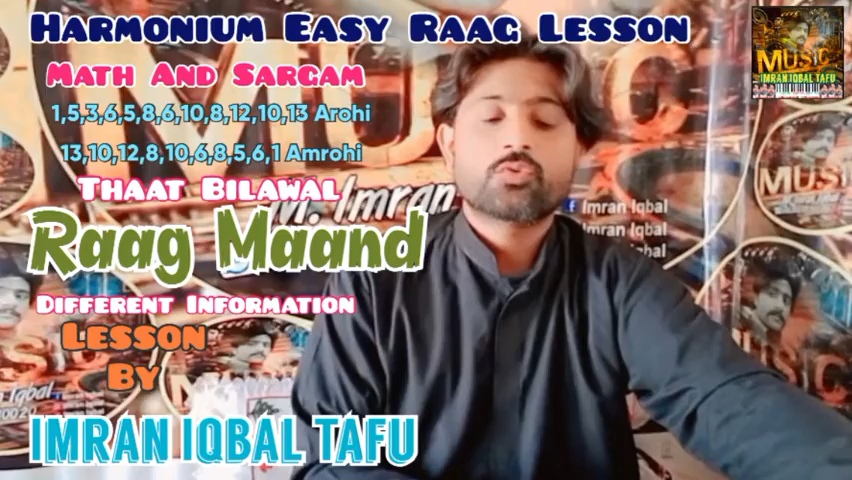 Harmonium Easy Raag Lesson
MUSIC
IMRAN IQBAL TAFU
Math And Sargam
1,5,3,6,5,8,6,10,8,12,10,13 Arohi
13,10,12,8,10,6,8,5,6,1 Amrohi
Thaat Bilawal
M. Imran
Imran Iqbal
Imran Iqbal
MUSIC
Raag Maand
Different Information
Lesson
By
IMRAN IQBAL TAFU